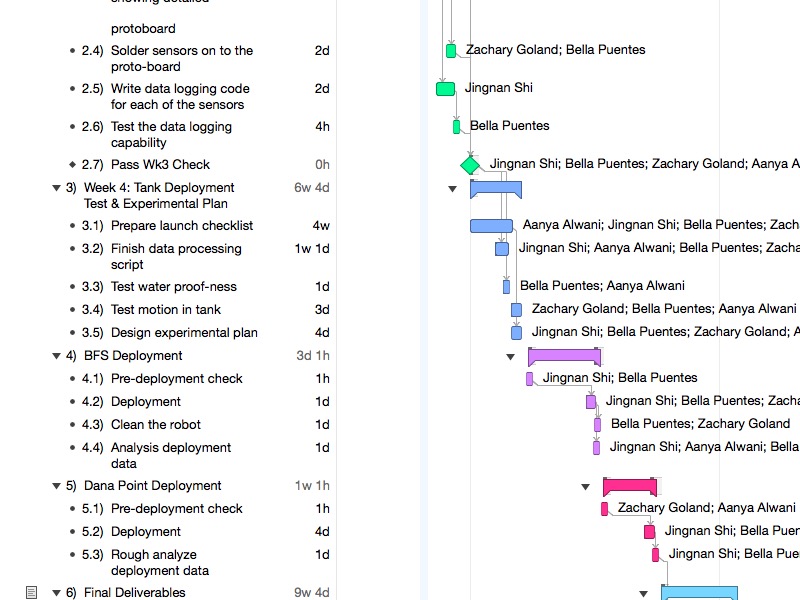 protoboard
2.4) Solder sensors on to the proto-board 2d Zachary Goland; Bella Puentes
2.5) Write data logging code for each of the sensors 2d Jingnan Shi
2.6) Test the data logging capability 4h Bella Puentes
2.7) Pass Wk3 Check 0h Jingnan Shi; Bella Puentes; Zachary Goland; Aanya A
3) Week 4: Tank Deployment Test & Experimental Plan 6w 4d
3.1) Prepare launch checklist 4w Aanya Alwani; Jingnan Shi; Bella Puentes; Zach
3.2) Finish data processing script 1w 1d Jingnan Shi; Aanya Alwani; Bella Puentes; Zacha
3.3) Test water proof-ness 1d Bella Puentes; Aanya Alwani
3.4) Test motion in tank 3d Zachary Goland; Bella Puentes; Aanya Alwani
3.5) Design experimental plan 4d Jingnan Shi; Bella Puentes; Zachary Goland; A
4) BFS Deployment 3d 1h
4.1) Pre-deployment check 1h Jingnan Shi; Bella Puentes
4.2) Deployment 1d Jingnan Shi; Bella Puentes; Zacha
4.3) Clean the robot 1d Bella Puentes; Zachary Goland
4.4) Analysis deployment data 1d Jingnan Shi; Aanya Alwani; Bella
5) Dana Point Deployment 1w 1h
5.1) Pre-deployment check 1h Zachary Goland; Aanya Alwani
5.2) Deployment 4d Jingnan Shi; Bella Puen
5.3) Rough analyze deployment data 1d Jingnan Shi; Bella Pue
6) Final Deliverables 9w 4d